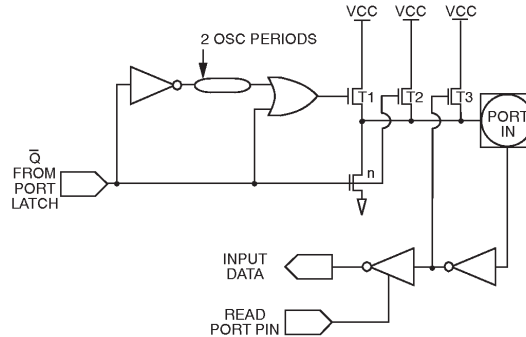 VCC VCC VCC
2 OSC PERIODS
T1 T2 T3
PORT
IN
Q
FROM
PORT
LATCH
n
INPUT
DATA
READ
PORT PIN